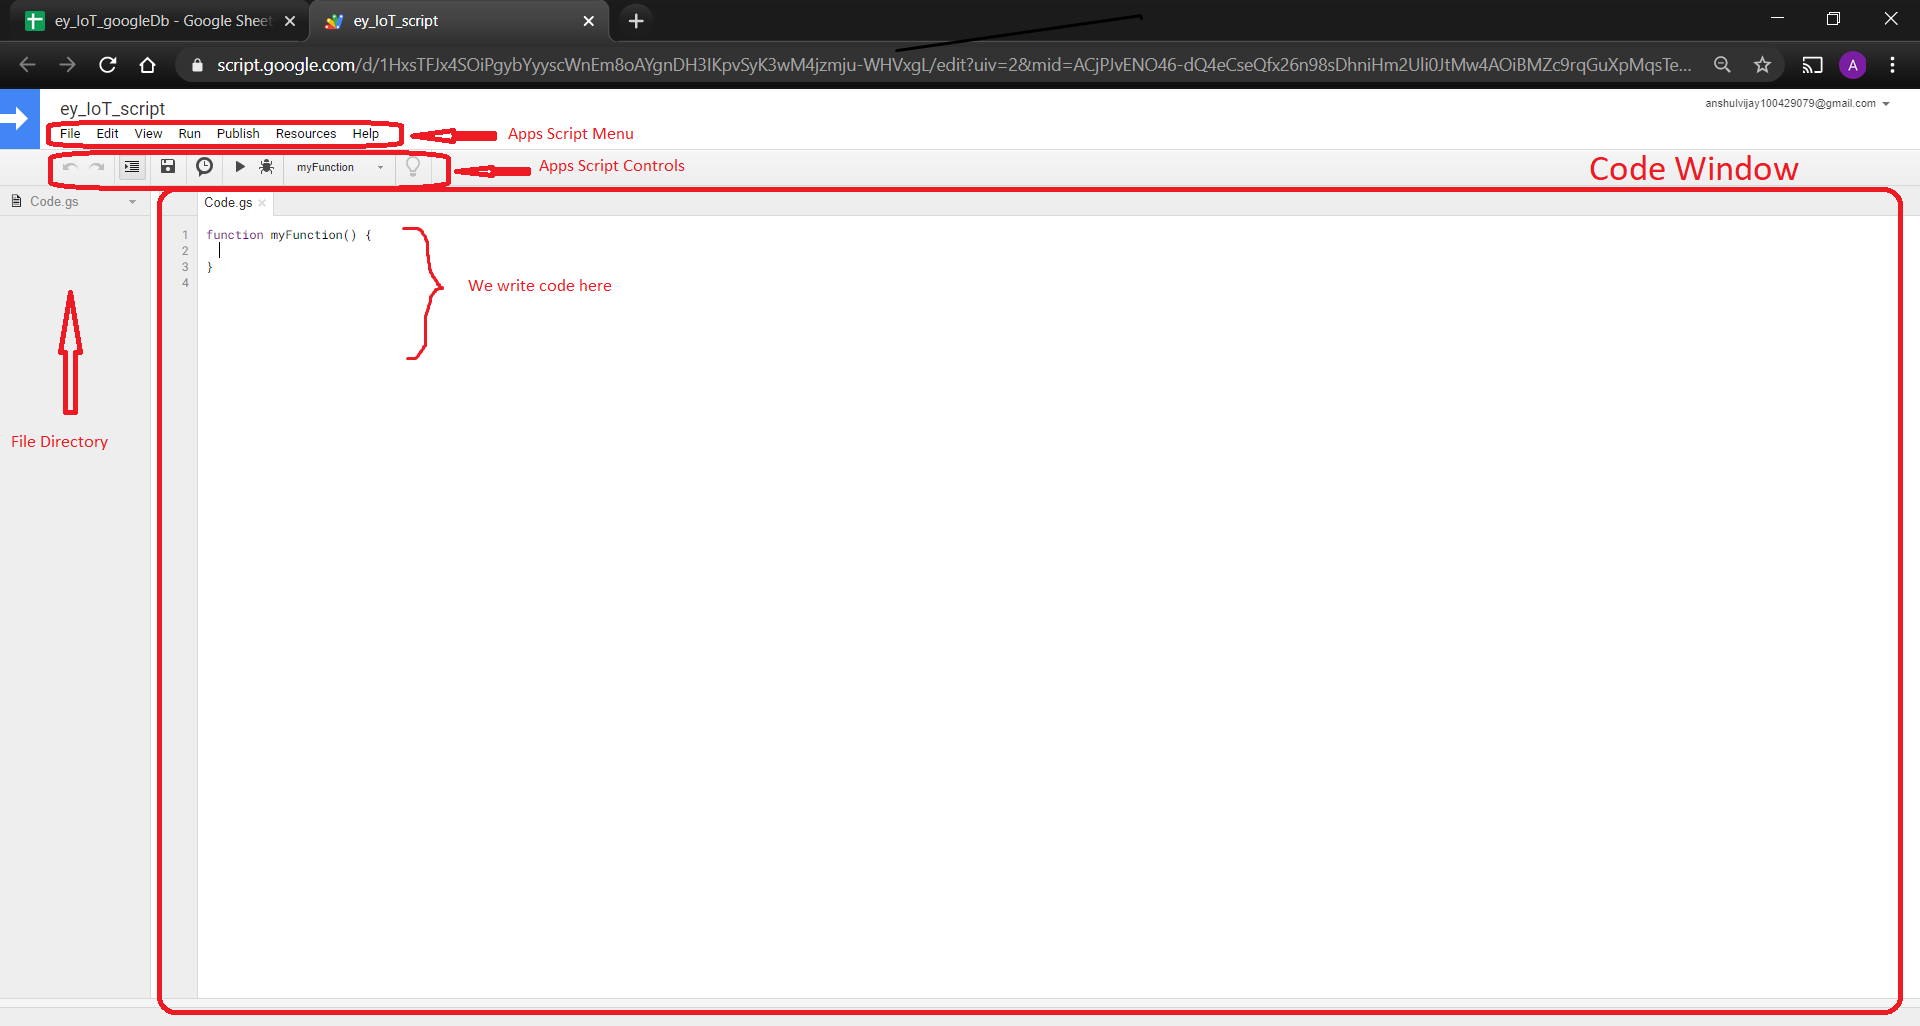 ey_IoT_googleDb - Google Sheet
ey_IoT_script
script.google.com/d/1HxsTFJx4SOiPgybYyyscWnEm8oAYgnDH3IKpvSyK3wM4jzmju-WHVxgL/edit?uiv=2&mid=ACjPJvENO46-dQ4eCseQfx26n98sDhniHm2Uli0JtMw4AOiBMZc9rqGuXpMqsTe...
A
ey_IoT_script
anshulvijay100429079@gmail.com
File Edit View Run Publish Resources Help
Apps Script Menu
myFunction
Apps Script Controls
Code Window
Code.gs
Code.gs
1 function myFunction() {
2
3 }
4
We write code here
File Directory